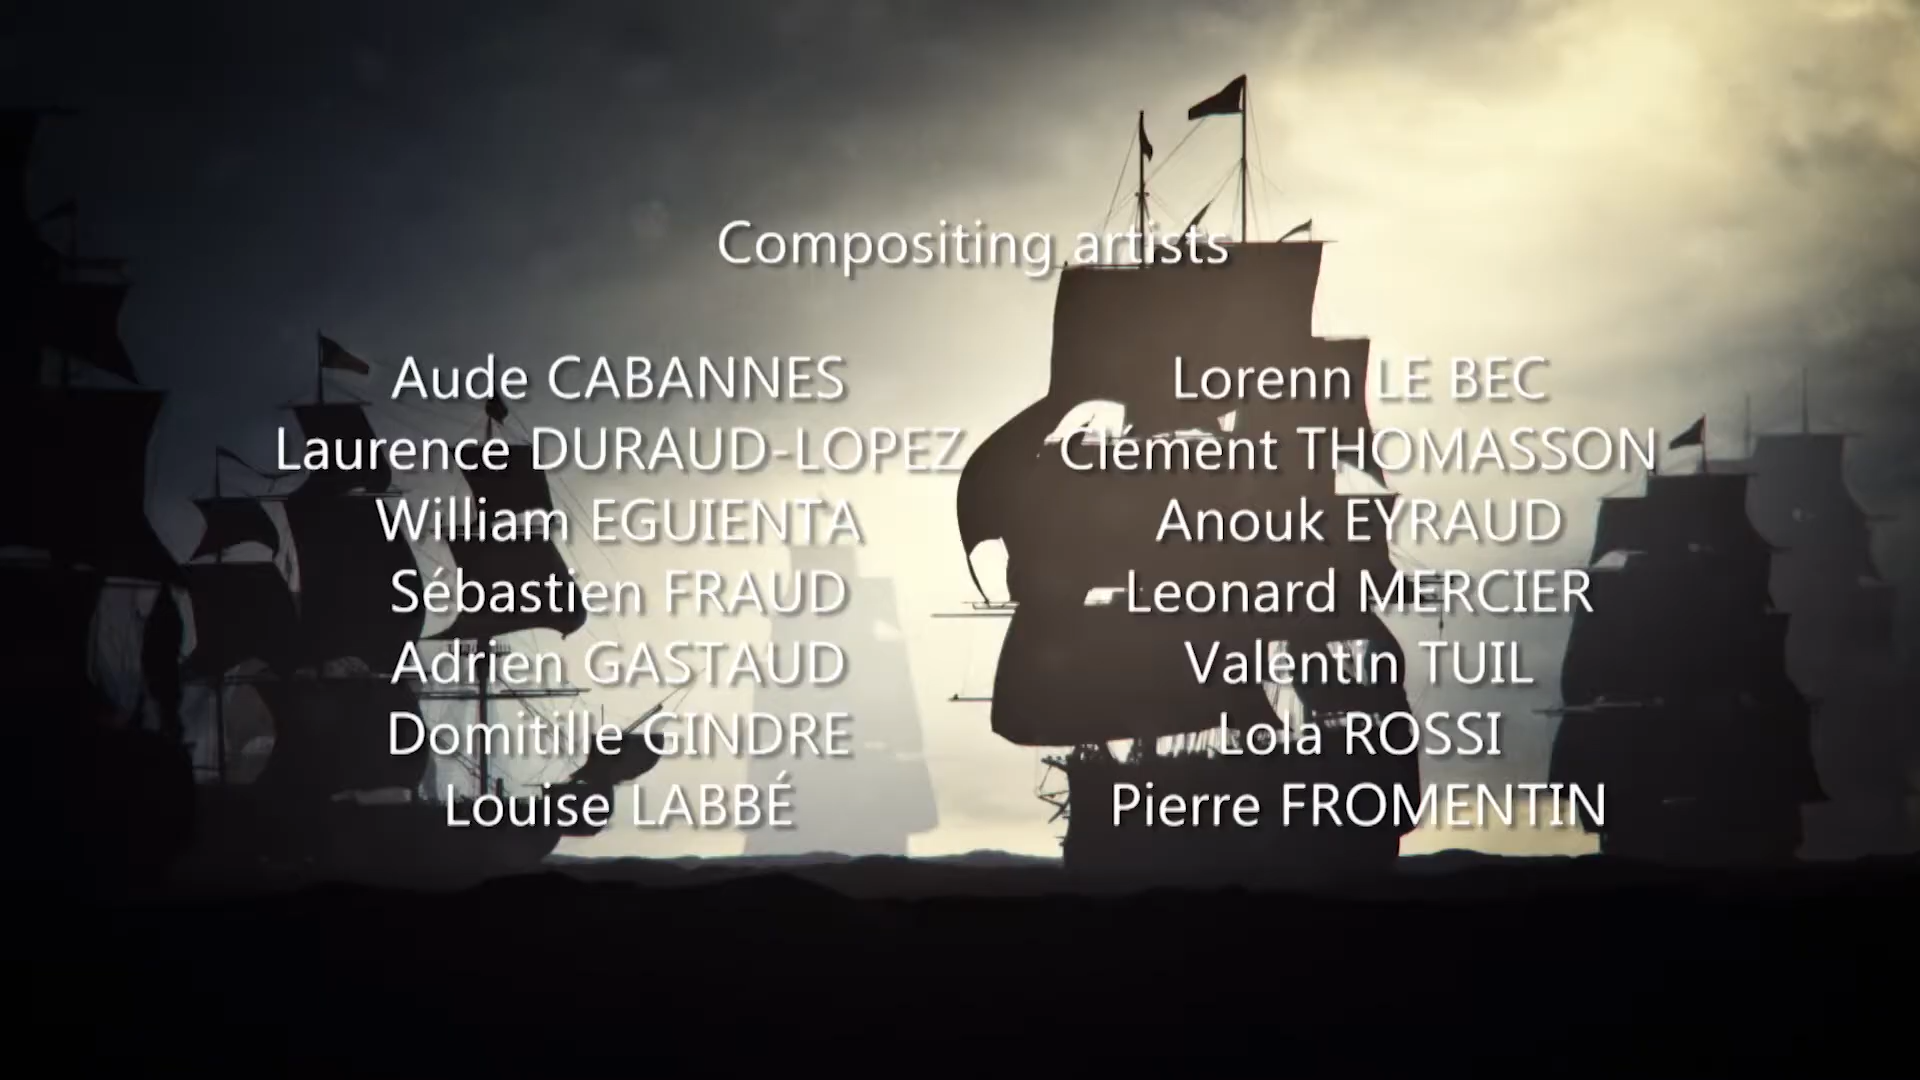 Compositing artists
Aude CABANNES
Laurence DURAUD-LOPEZ
William EGUIENTA
Sébastien FRAUD
Adrien GASTAUD
Domitille GINDRE
Louise LABBÉ
Lorenn LE BEC
Clément THOMASSON
Anouk EYRAUD
Leonard MERCIER
Valentin TUIL
Lola ROSSI
Pierre FROMENTIN